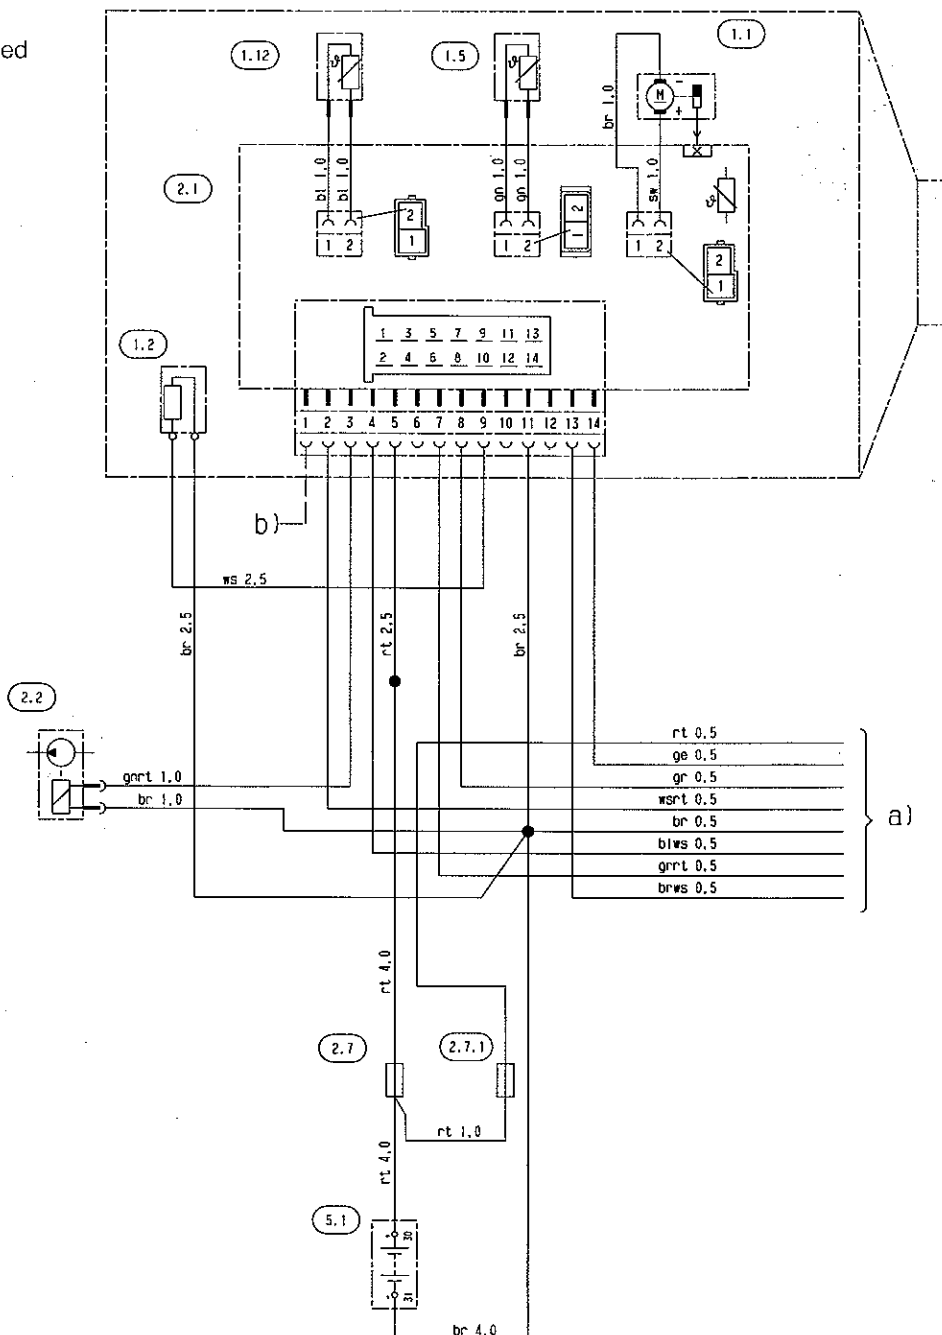 ed
1.12
1.5
1.1
br 1,0
M
-
+
bl 1,0
bl 1,0
gn 1,0
gn 1,0
sw 1,0
2.1
2
1
2
1
1 2
1 2
1 2
2
1
1 3 5 7 9 11 13
2 4 6 8 10 12 14
1.2
1 2 3 4 5 6 7 8 9 10 11 12 13 14
b)
ws 2,5
br 2,5
rt 2,5
br 2,5
2.2
rt 0,5
ge 0,5
gnrt 1,0
gr 0,5
br 1,0
wsrt 0,5
br 0,5
a)
blws 0,5
grrt 0,5
brws 0,5
rt 4,0
2.7
2.7.1
rt 1,0
rt 4,0
5.1
+ 30
- 31
br 4,0